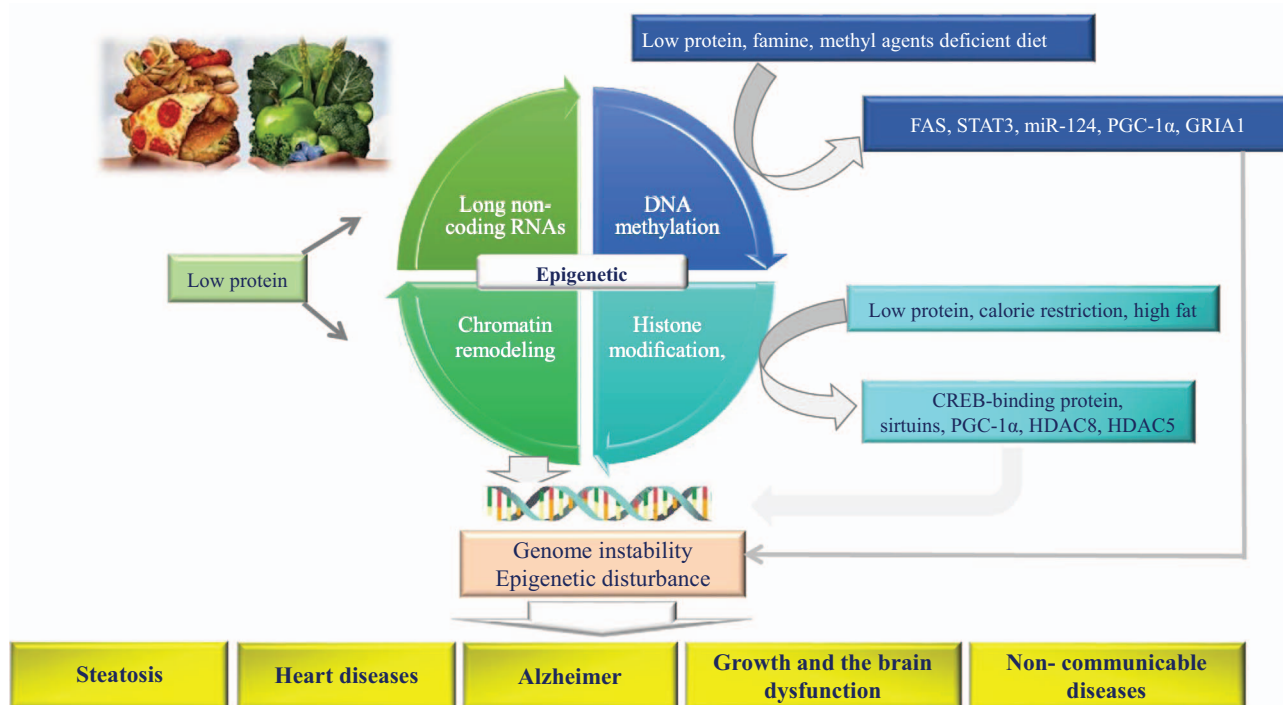 Low protein, famine, methyl agents deficient diet
FAS, STAT3, miR-124, PGC-1α, GRIA1
Long non-
coding RNAs
DNA
methylation
Low protein
Epigenetic
Chromatin
remodeling
Histone
modification,
Low protein, calorie restriction, high fat
CREB-binding protein,
sirtuins, PGC-1α, HDAC8, HDAC5
Genome instability
Epigenetic disturbance
Steatosis
Heart diseases
Alzheimer
Growth and the brain
dysfunction
Non- communicable
diseases